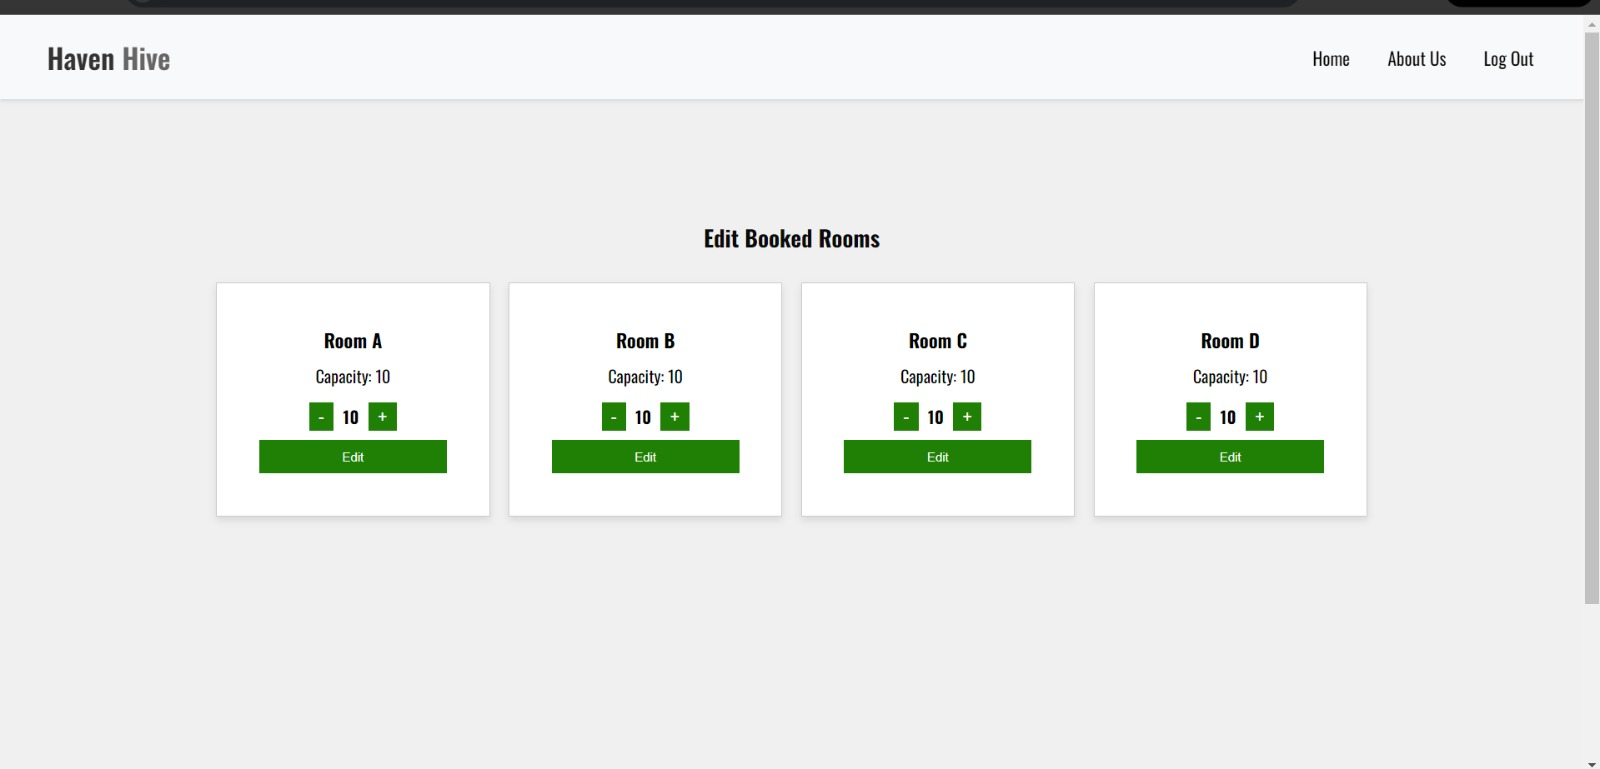 Haven Hive
Home About Us Log Out
Edit Booked Rooms
Room A
Capacity: 10
- 10 +
Edit
Room B
Capacity: 10
- 10 +
Edit
Room C
Capacity: 10
- 10 +
Edit
Room D
Capacity: 10
- 10 +
Edit